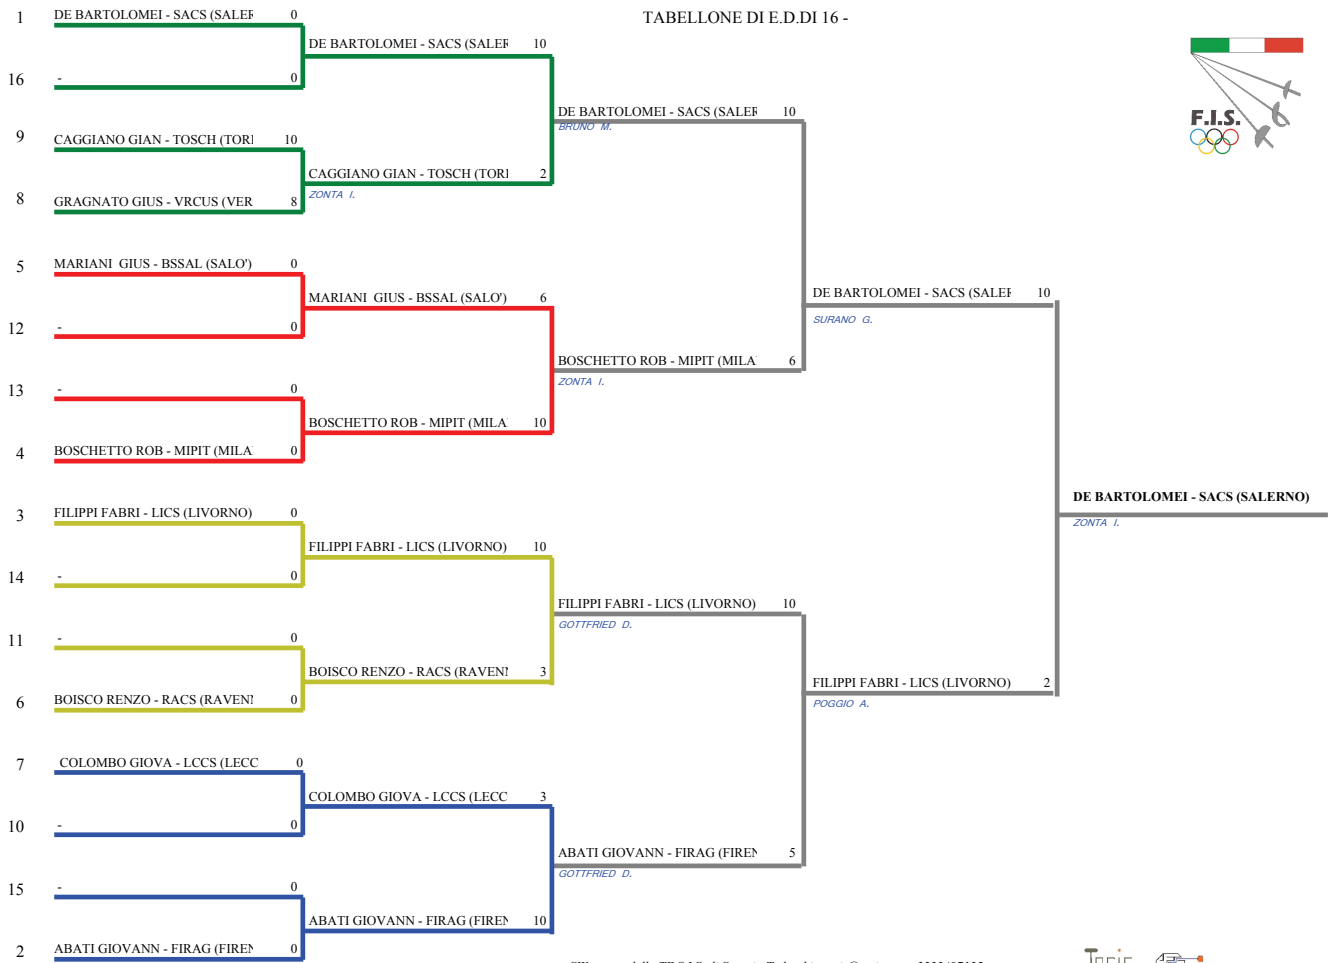 TABELLONE DI E.D.DI 16 -
F.I.S.
1 DE BARTOLOMEI - SACS (SALER 0
16 - 0
9 CAGGIANO GIAN - TOSCH (TORI 10
8 GRAGNATO GIUS - VRCUS (VER 8
5 MARIANI GIUS - BSSAL (SALO') 0
12 - 0
13 - 0
4 BOSCHETTO ROB - MIPIT (MILA 0
3 FILIPPI FABRI - LICS (LIVORNO) 0
14 - 0
11 - 0
6 BOISCO RENZO - RACS (RAVEN 0
7 COLOMBO GIOVA - LCCS (LECC 0
10 - 0
15 - 0
2 ABATI GIOVANN - FIRAG (FIREN 0
DE BARTOLOMEI - SACS (SALER 10
CAGGIANO GIAN - TOSCH (TORI 2
ZONTA I.
MARIANI GIUS - BSSAL (SALO') 6
BOSCHETTO ROB - MIPIT (MILA 10
FILIPPI FABRI - LICS (LIVORNO) 10
BOISCO RENZO - RACS (RAVEN 3
COLOMBO GIOVA - LCCS (LECC 3
ABATI GIOVANN - FIRAG (FIREN 10
DE BARTOLOMEI - SACS (SALER 10
BRUNO M.
BOSCHETTO ROB - MIPIT (MILA 6
ZONTA I.
FILIPPI FABRI - LICS (LIVORNO) 10
GOTTFRIED D.
ABATI GIOVANN - FIRAG (FIREN 5
GOTTFRIED D.
DE BARTOLOMEI - SACS (SALER 10
SURANO G.
FILIPPI FABRI - LICS (LIVORNO) 2
POGGIO A.
DE BARTOLOMEI - SACS (SALERNO)
ZONTA I.